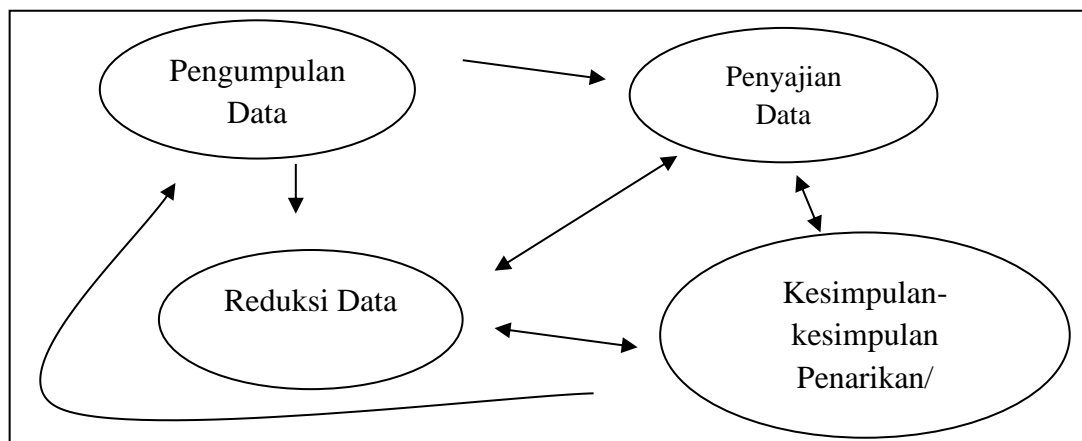 Pengumpulan
Data
Penyajian
Data
Reduksi Data
Kesimpulan-
kesimpulan
Penarikan/